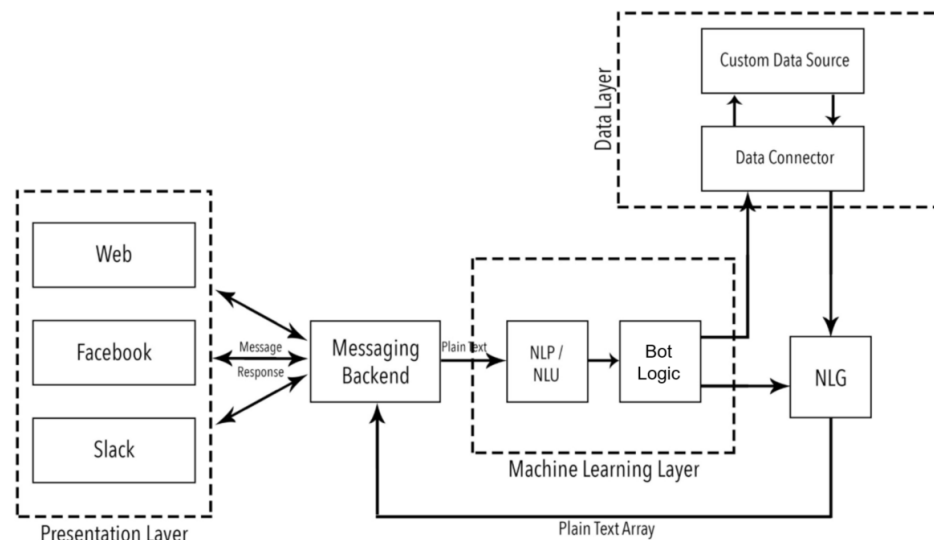 Custom Data Source
Data Layer
Data Connector
Web
Facebook
Slack
Presentation Layer
Message
Response
Messaging
Backend
Plain Text
NLP /
NLU
Bot
Logic
Machine Learning Layer
NLG
Plain Text Array